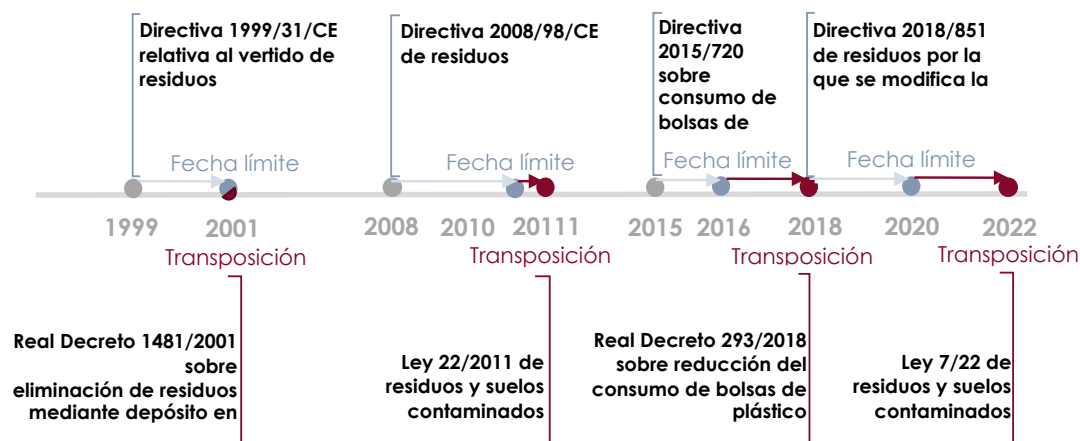 Directiva 1999/31/CE
relativa al vertido de
residuos
Directiva 2008/98/CE
de residuos
Directiva
2015/720
sobre
consumo de
bolsas de
Directiva 2018/851
de residuos por la
que se modifica la
Fecha límite
Fecha límite
Fecha límite
Fecha límite
1999
2001
2008
2010
20111
2015
2016
2018
2020
2022
Transposición
Transposición
Transposición
Transposición
Real Decreto 1481/2001
sobre
eliminación de residuos
mediante depósito en
Ley 22/2011 de
residuos y suelos
contaminados
Real Decreto 293/2018
sobre reducción del
consumo de bolsas de
plástico
Ley 7/22 de
residuos y suelos
contaminados